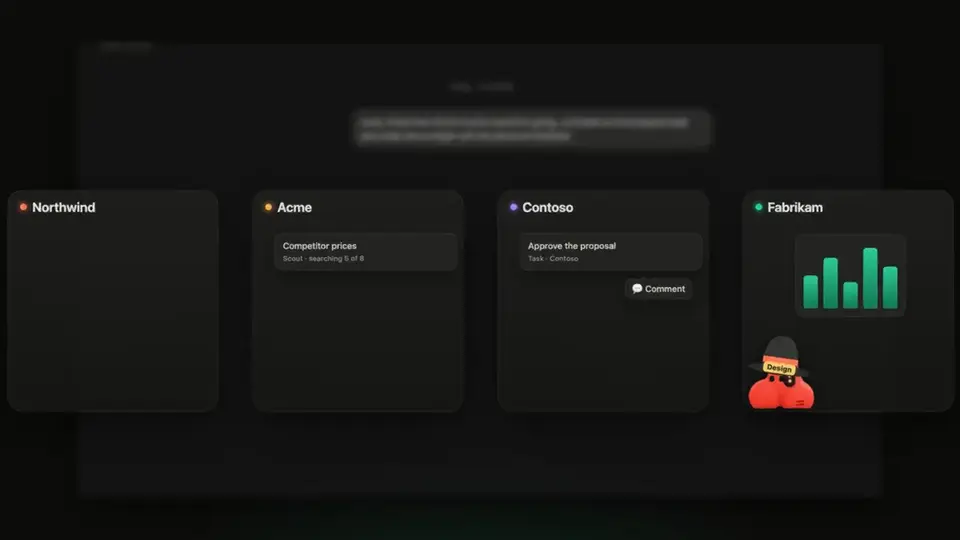 Northwind
Acme
Competitor prices
Scout · searching 5 of 8
Contoso
Approve the proposal
Task · Contoso
Comment
Fabrikam
Design